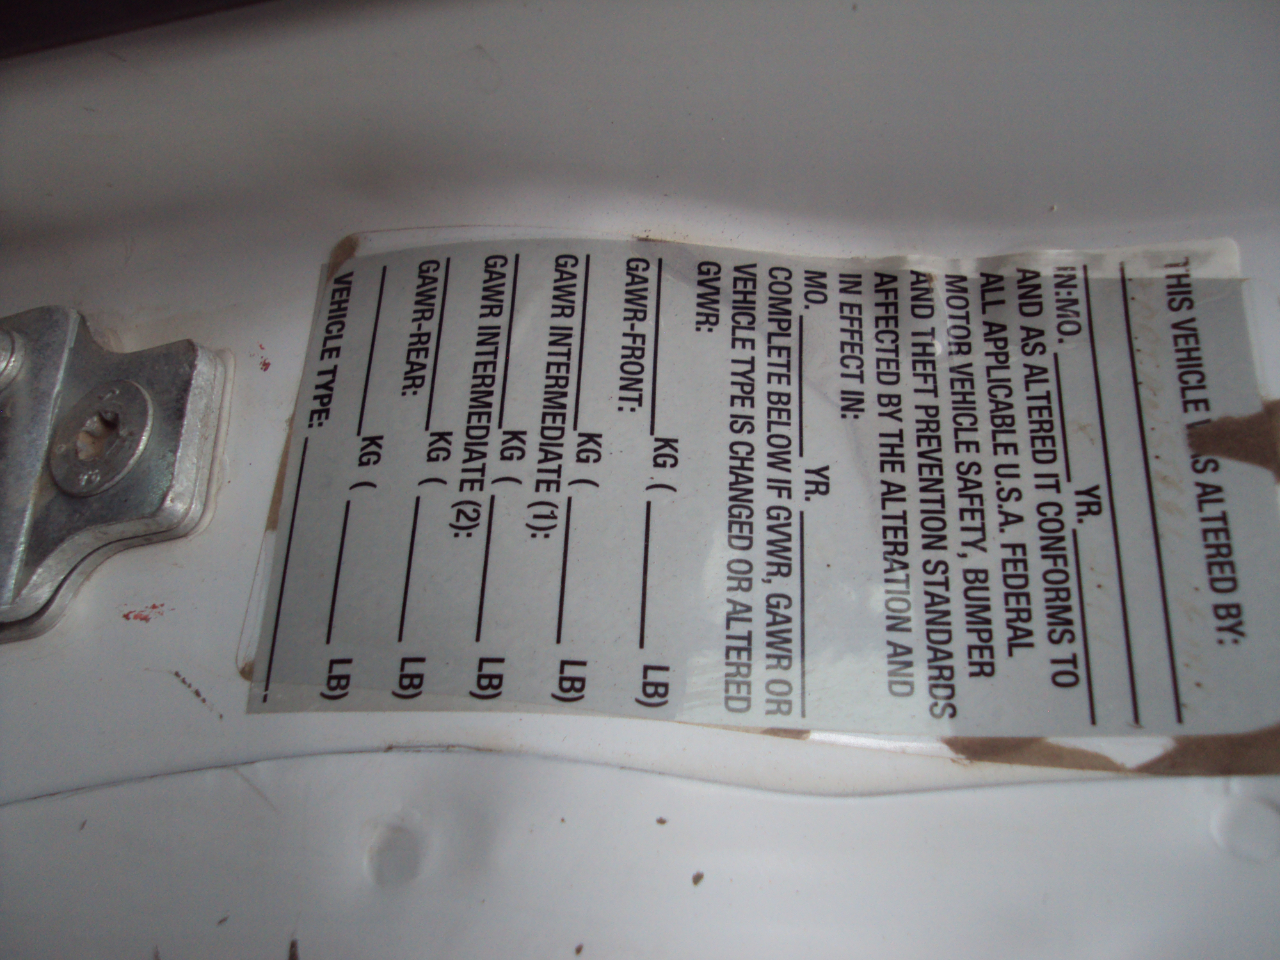 THIS VEHICLE WAS ALTERED BY:
IN:MO. YR.
AND AS ALTERED IT CONFORMS TO
ALL APPLICABLE U.S.A. FEDERAL
MOTOR VEHICLE SAFETY, BUMPER
AND THEFT PREVENTION STANDARDS
AFFECTED BY THE ALTERATION AND
IN EFFECT IN:
MO. YR.
COMPLETE BELOW IF GVWR, GAWR OR
VEHICLE TYPE IS CHANGED OR ALTERED
GVWR:
KG ( LB)
GAWR-FRONT:
KG ( LB)
GAWR INTERMEDIATE (1):
KG ( LB)
GAWR INTERMEDIATE (2):
KG ( LB)
GAWR-REAR:
KG ( LB)
VEHICLE TYPE: